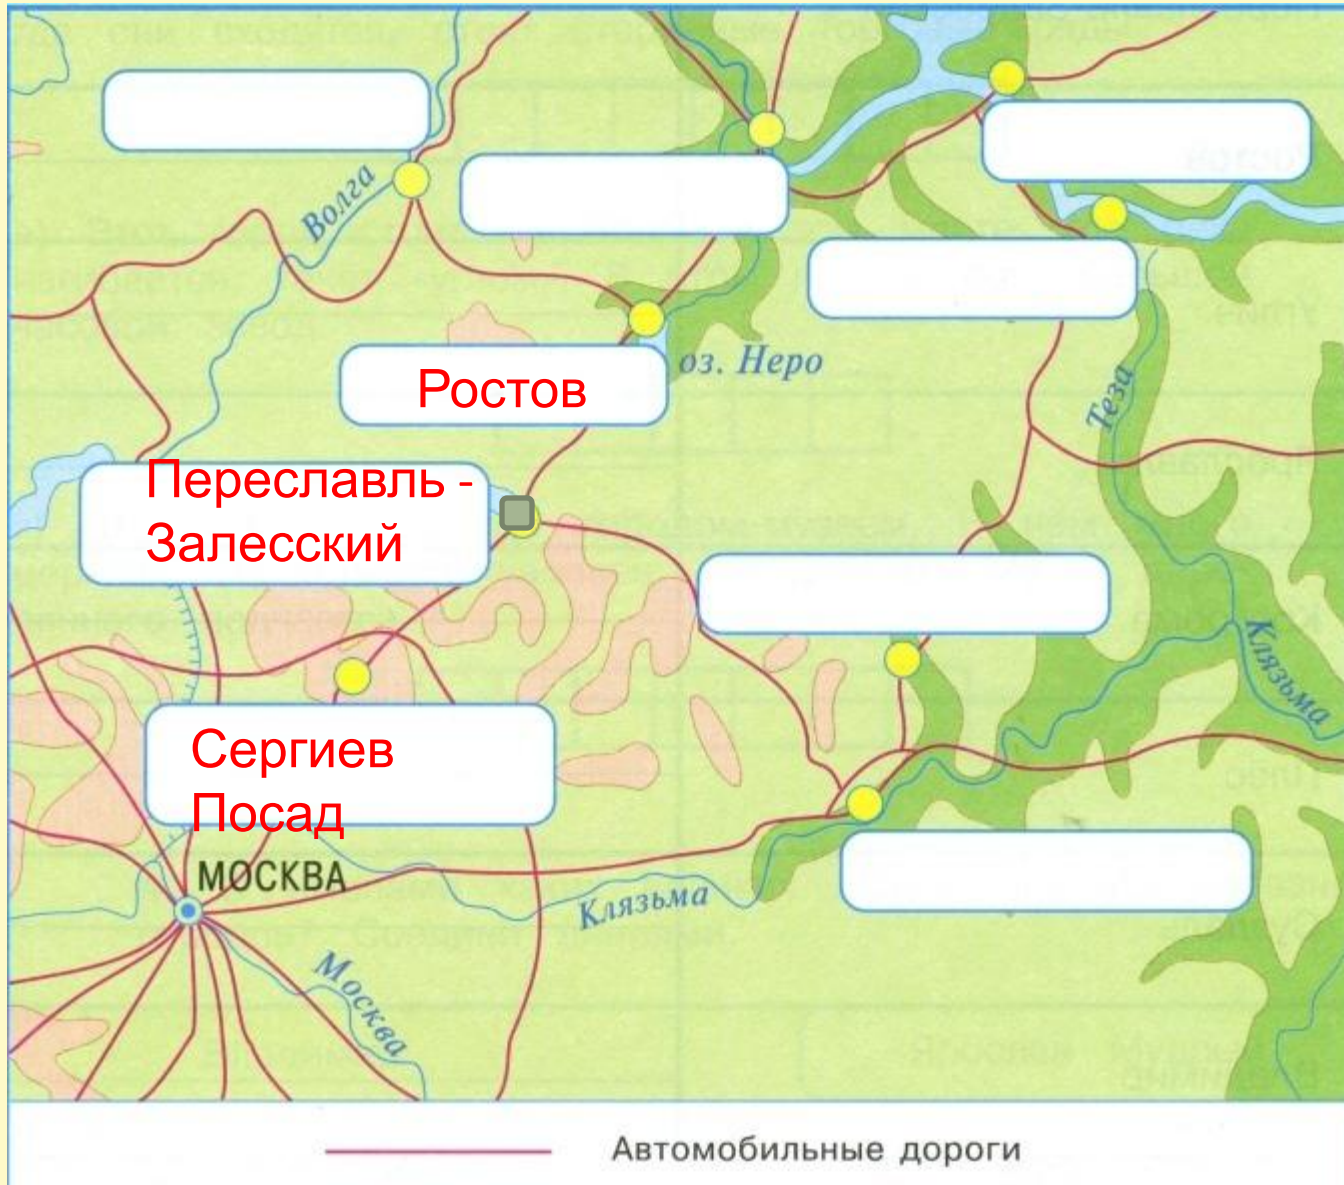 Волга
оз. Неро
Ростов
Теза
Переславль -
Залесский
Клязьма
Сергиев
Посад
МОСКВА
Клязьма
Москва
Автомобильные дороги